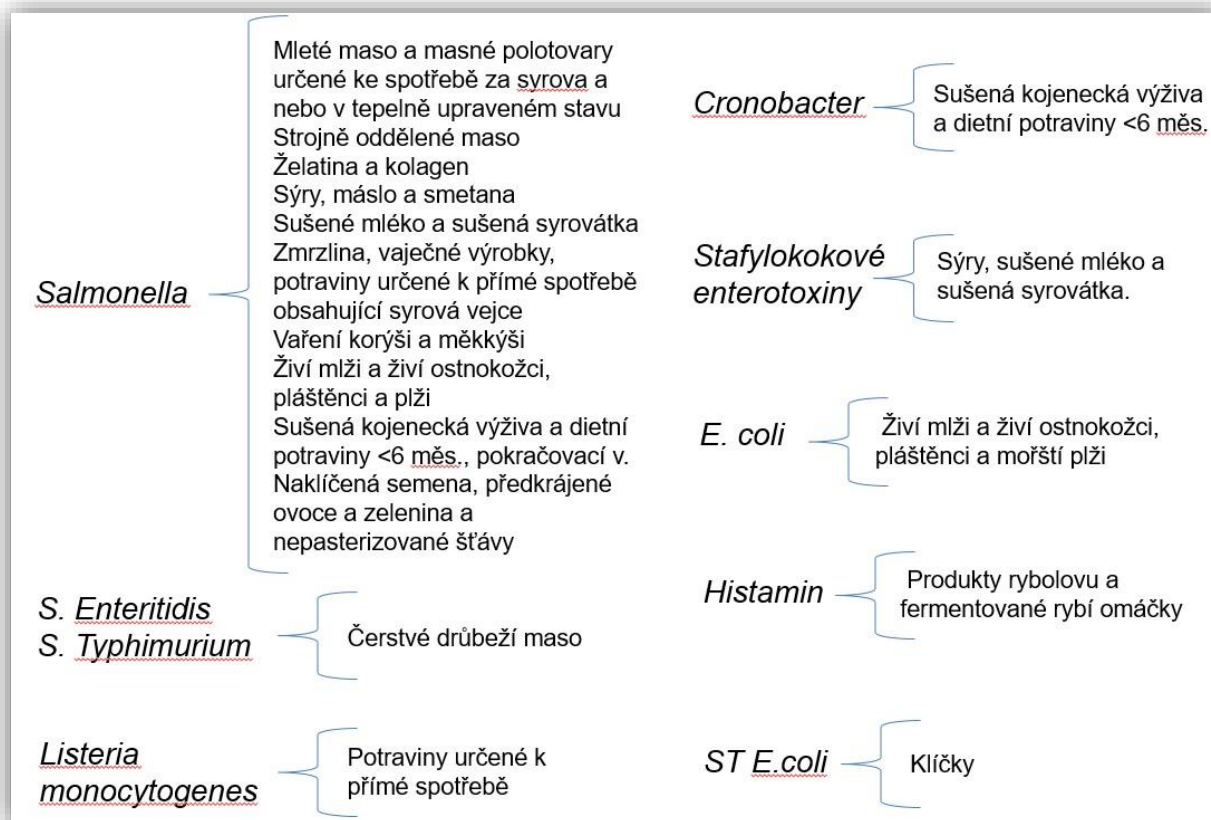 Salmonella
Mleté maso a masné polotovary
určené ke spotřebě za syrova a
nebo v tepelně upraveném stavu
Strojně oddělené maso
Želatina a kolagen
Sýry, máslo a smetana
Sušené mléko a sušená syrovátka
Zmrzlina, vaječné výrobky,
potraviny určené k přímé spotřebě
obsahující syrová vejce
Vaření korýši a měkkýši
Živí mlži a živí ostnokožci,
pláštěnci a plži
Sušená kojenecká výživa a dietní
potraviny <6 měs., pokračovací v.
Naklíčená semena, předkrájené
ovoce a zelenina a
nepasterizované šťávy
S. Enteritidis
S. Typhimurium
Čerstvé drůbeží maso
Listeria
monocytogenes
Potraviny určené k
přímé spotřebě
Cronobacter
Sušená kojenecká výživa
a dietní potraviny <6 měs.
Stafylokokové
enterotoxiny
Sýry, sušené mléko a
sušená syrovátka.
E. coli
Živí mlži a živí ostnokožci,
pláštěnci a mořští plži
Histamin
Produkty rybolovu a
fermentované rybí omáčky
ST E.coli
Klíčky